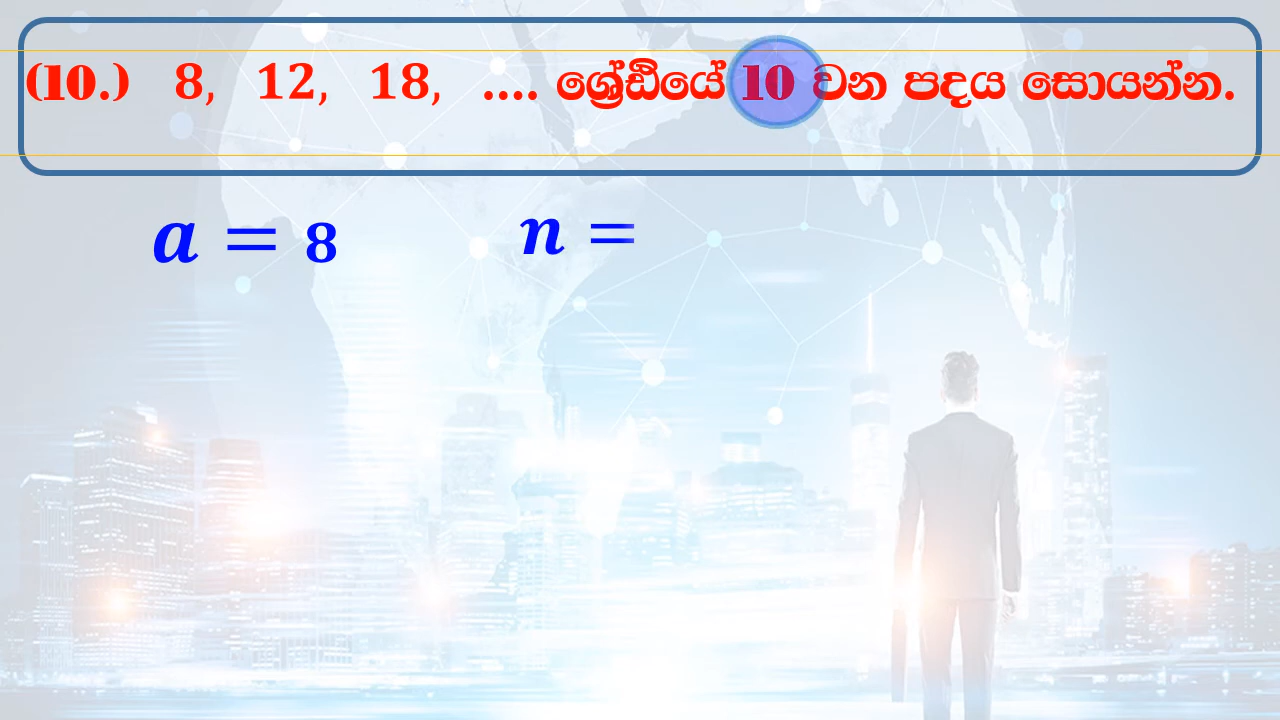 (10.) 8, 12, 18, .... ශ්‍රේඪියේ 10 වන පදය සොයන්න.
a = 8 n =